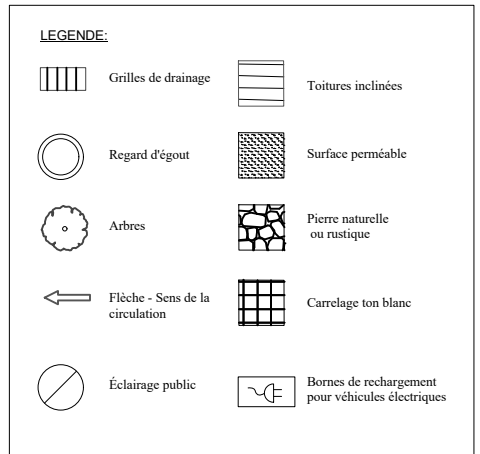 LEGENDE:
Grilles de drainage
Toitures inclinées
Regard d'égout
Surface perméable
Arbres
Pierre naturelle
ou rustique
Flèche - Sens de la
circulation
Carrelage ton blanc
Éclairage public
Bornes de rechargement
pour véhicules électriques